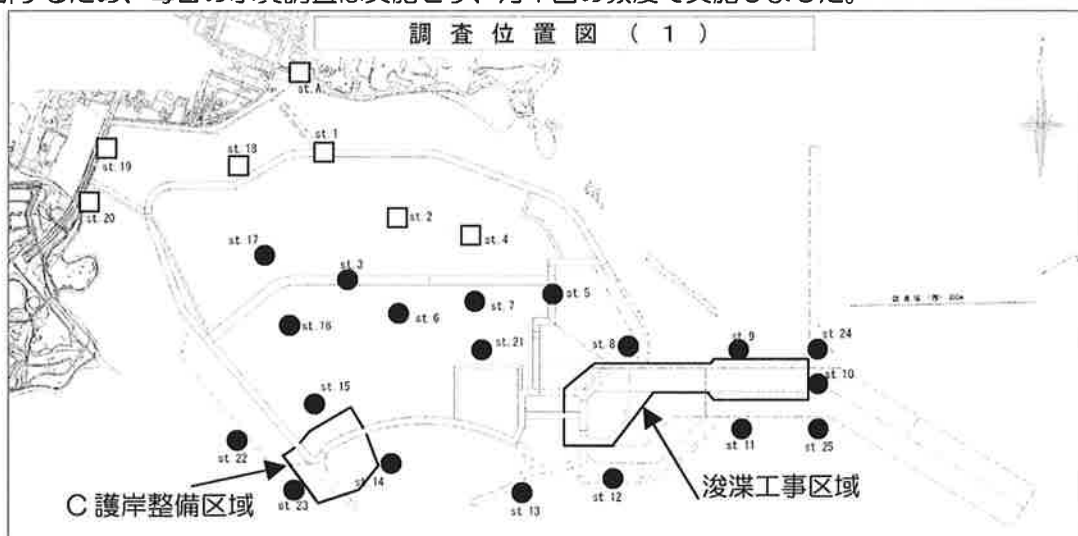 調査位置図（１）
st. A
st. 1
st. 18
st. 19
st. 20
st. 2
st. 4
st. 17
st. 3
st. 5
st. 7
st. 6
st. 16
st. 21
st. 8
st. 9
st. 24
st. 10
st. 15
st. 11
st. 25
st. 22
st. 14
st. 12
浚渫工事区域
st. 23
st. 13
C 護岸整備区域